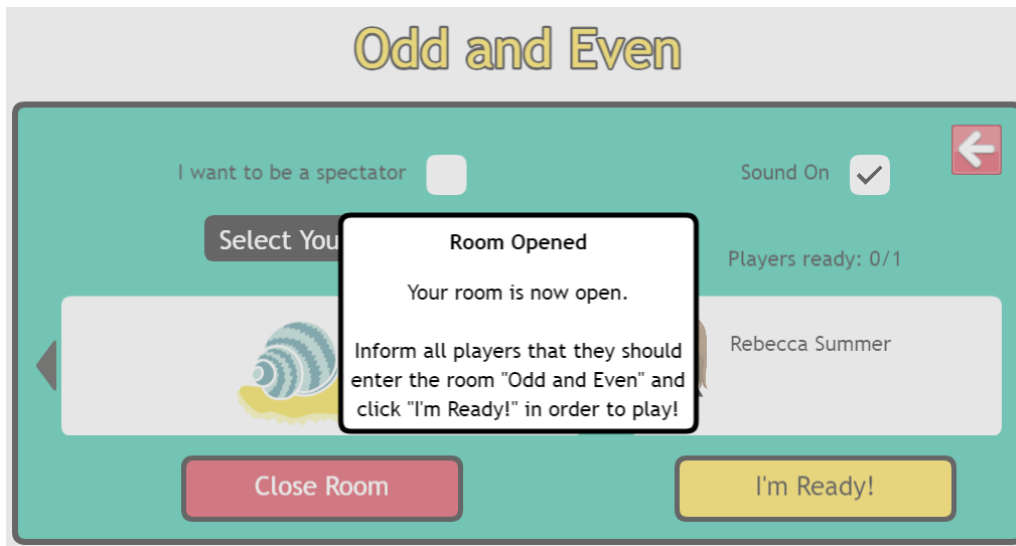 Odd and Even
I want to be a spectator
Sound On
Select You
Players ready: 0/1
Room Opened
Your room is now open.
Inform all players that they should
enter the room "Odd and Even" and
click "I'm Ready!" in order to play!
Rebecca Summer
Close Room
I'm Ready!